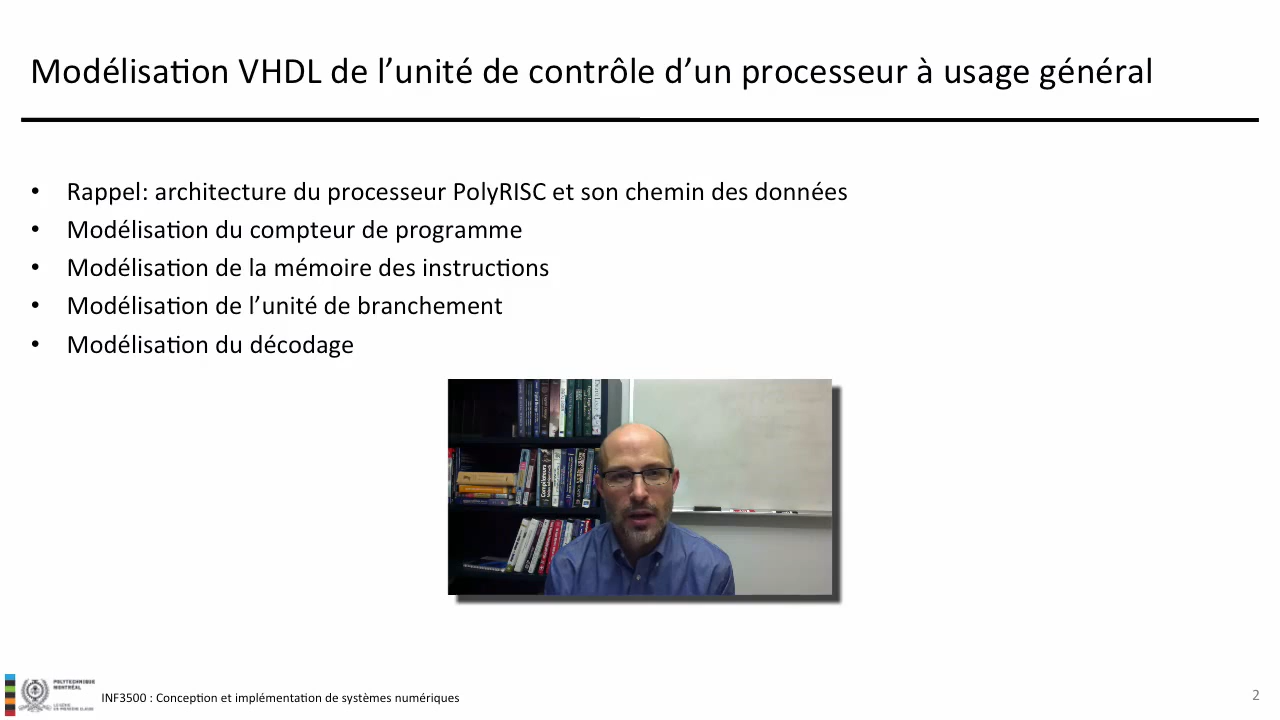 Modélisation VHDL de l’unité de contrôle d’un processeur à usage général
• Rappel: architecture du processeur PolyRISC et son chemin des données
• Modélisation du compteur de programme
• Modélisation de la mémoire des instructions
• Modélisation de l’unité de branchement
• Modélisation du décodage
POLYTECHNIQUE
MONTRÉAL
INF3500 : Conception et implémentation de systèmes numériques
2